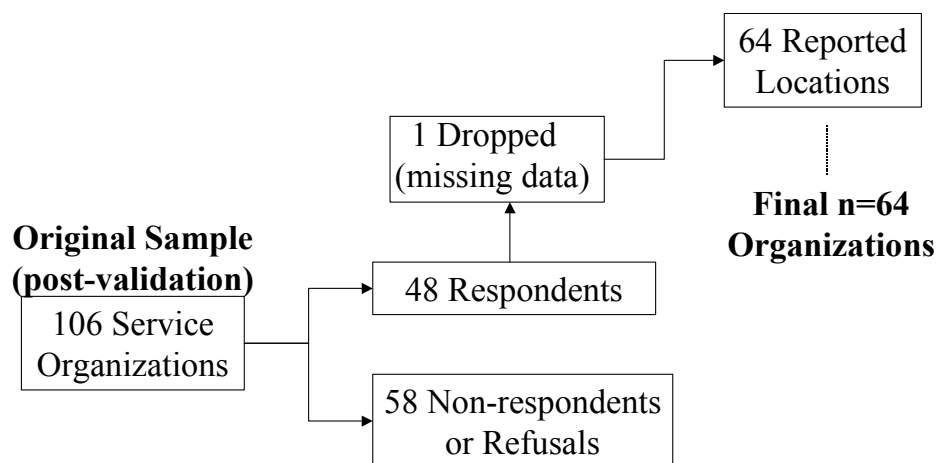 64 Reported
Locations
1 Dropped
(missing data)
Final n=64
Organizations
Original Sample
(post-validation)
48 Respondents
106 Service
Organizations
58 Non-respondents
or Refusals